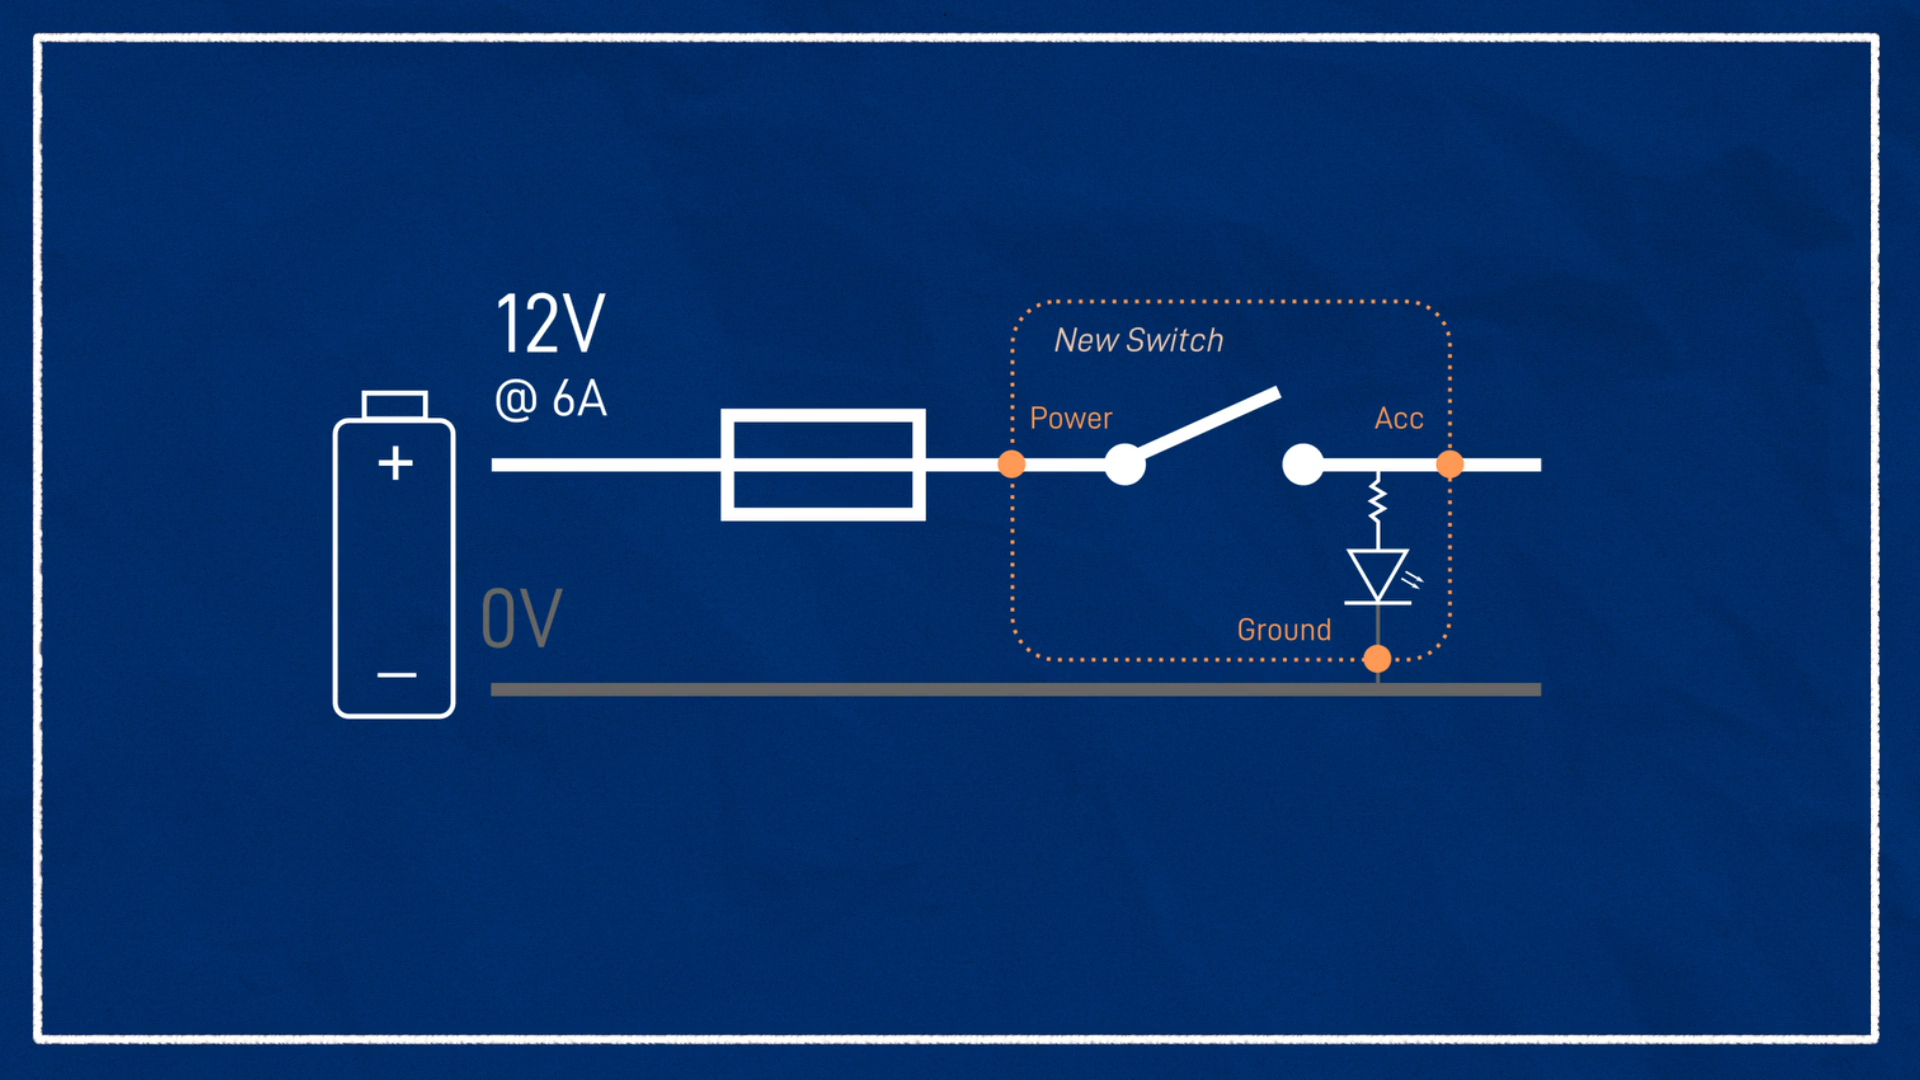 12V
@ 6A
New Switch
Power
Acc
+
0V
Ground
–